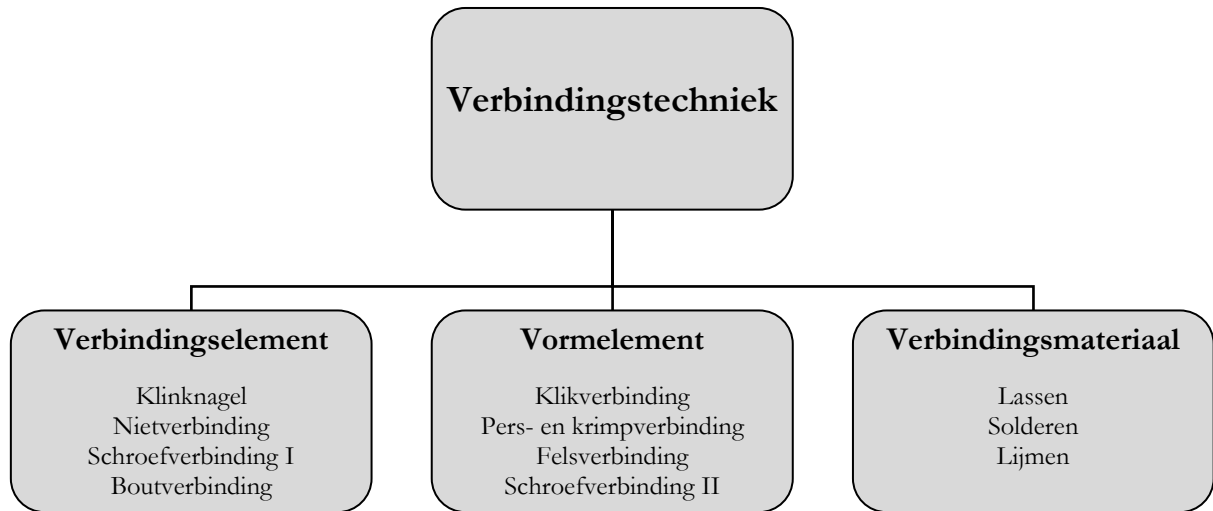 Verbindingstechniek
Verbindingselement
Klinknagel
Nietverbinding
Schroefverbinding I
Boutverbinding
Vormelement
Klikverbinding
Pers- en krimpverbinding
Felsverbinding
Schroefverbinding II
Verbindingsmateriaal
Lassen
Solderen
Lijmen